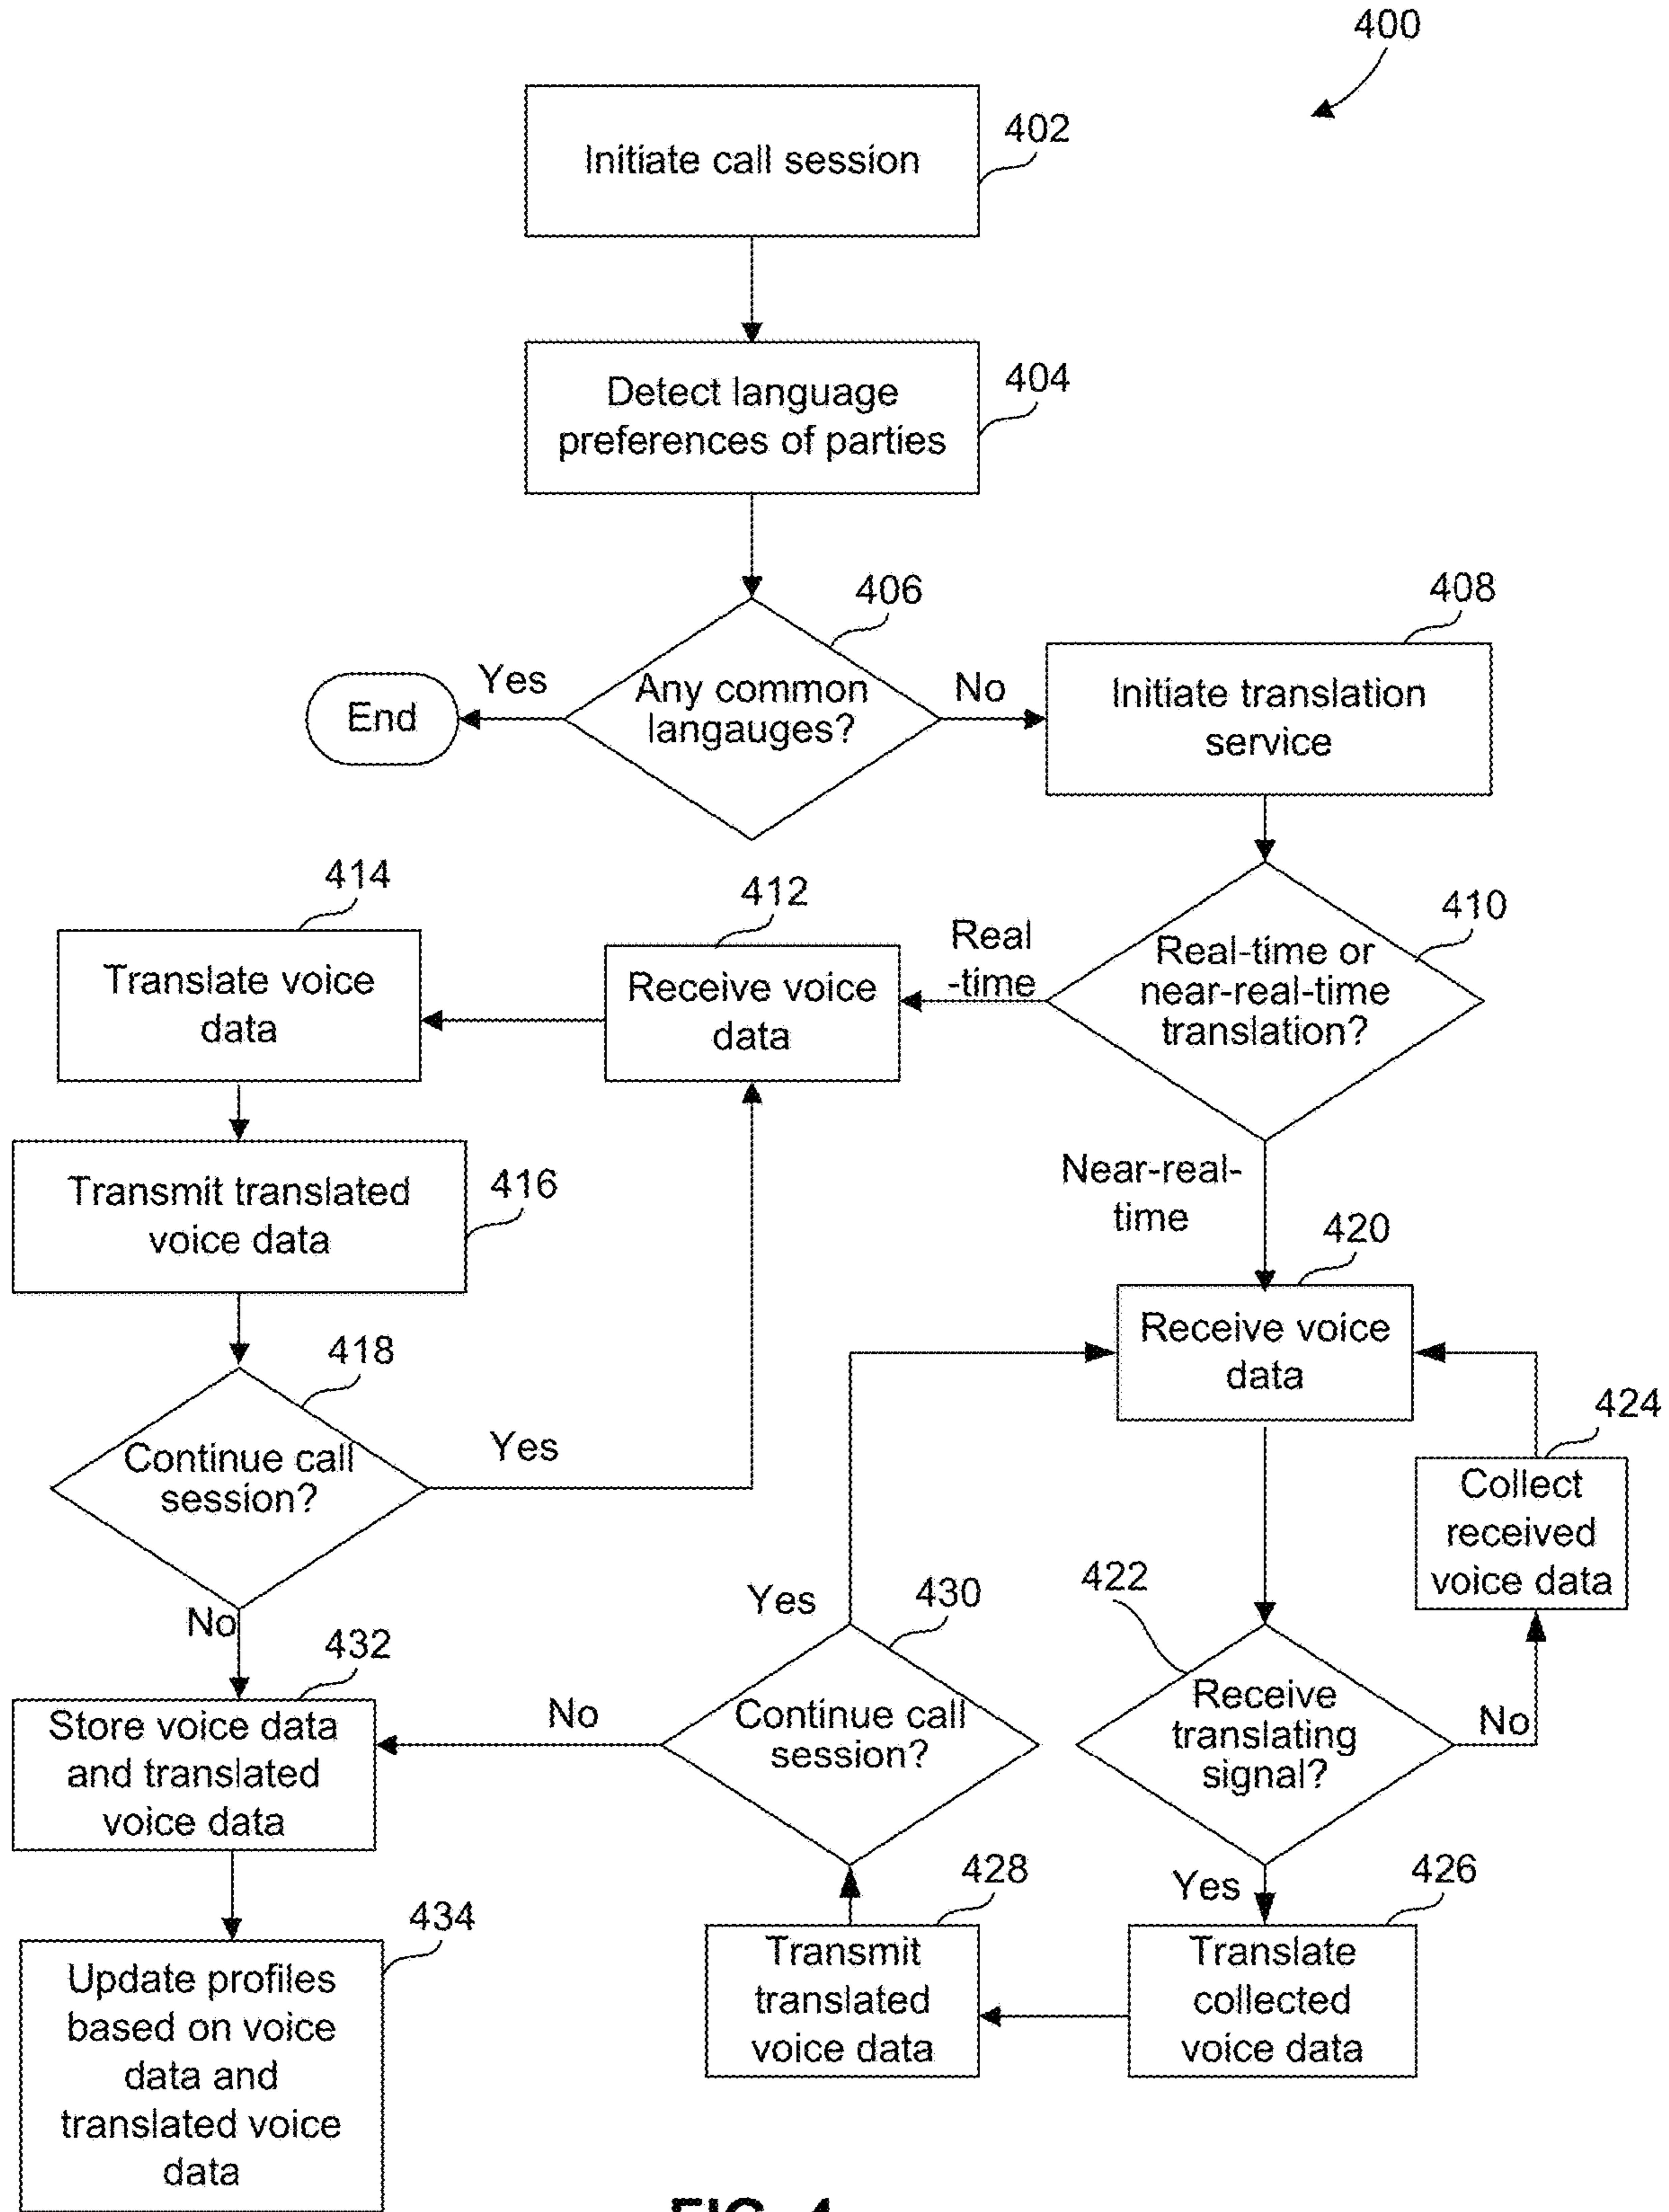 400
Initiate call session
402
Detect language
preferences of parties
404
406
Any common
langauges?
Yes
End
No
408
Initiate translation
service
410
Real-time or
near-real-time
translation?
Real
-time
412
Receive voice
data
414
Translate voice
data
Transmit translated
voice data
416
418
Continue call
session?
Yes
No
Near-real-
time
420
Receive voice
data
424
Collect
received
voice data
422
Receive
translating
signal?
No
Yes
426
Translate
collected
voice data
428
Transmit
translated
voice data
430
Continue call
session?
Yes
No
432
Store voice data
and translated
voice data
434
Update profiles
based on voice
data and
translated voice
data
FIG. 4